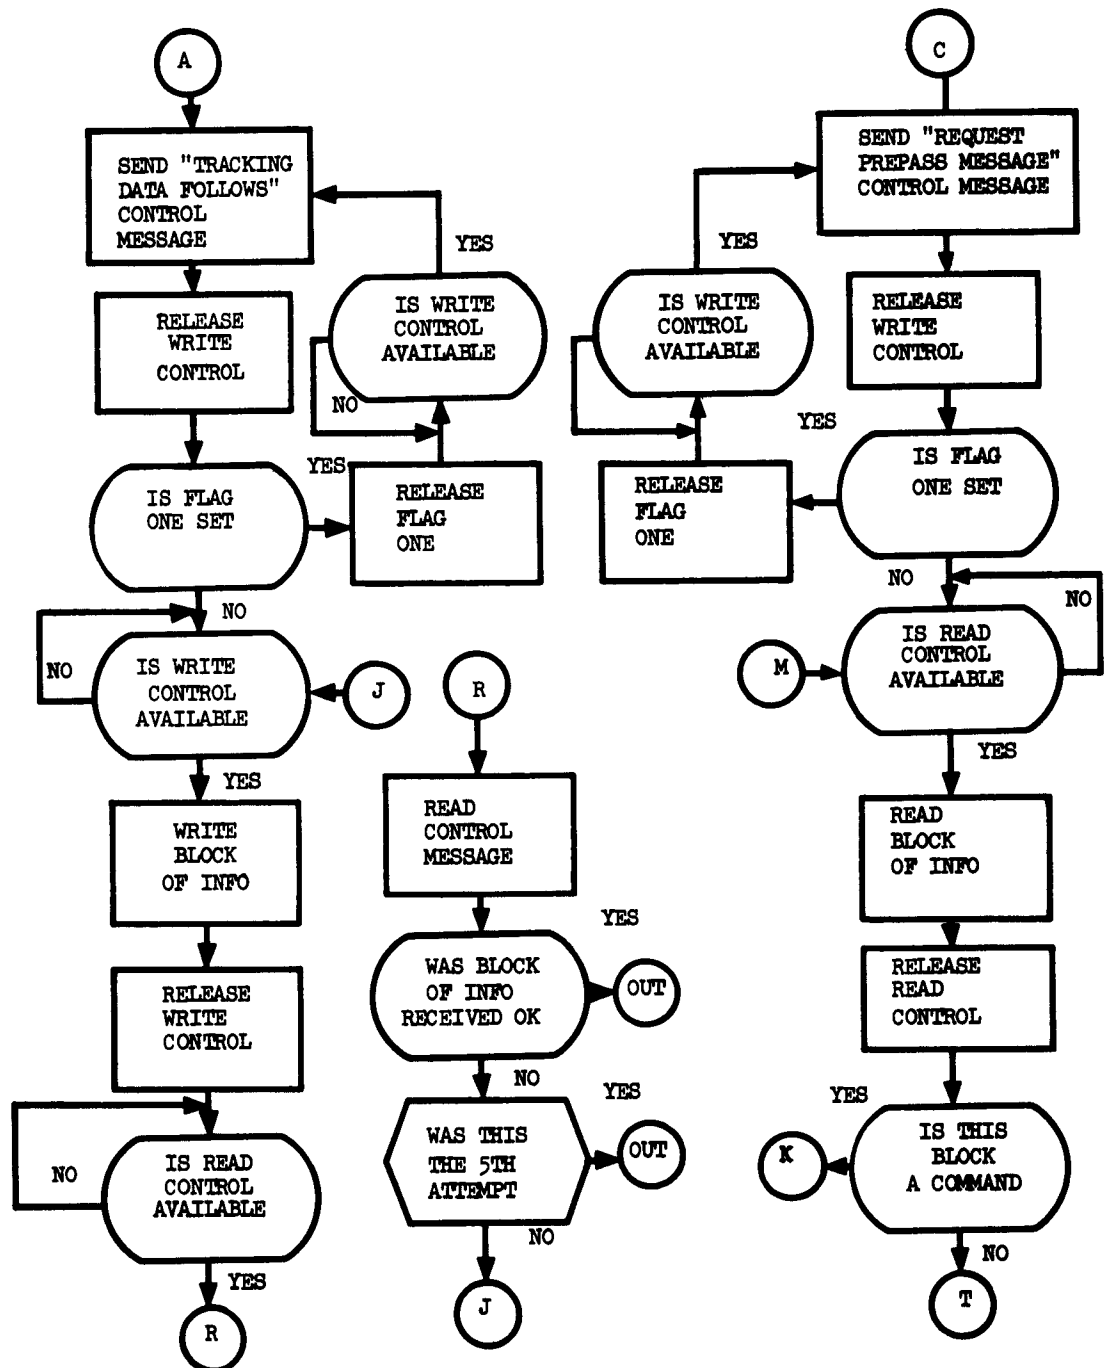 A
SEND "TRACKING
DATA FOLLOWS"
CONTROL
MESSAGE
RELEASE
WRITE
CONTROL
IS FLAG
ONE SET
YES
RELEASE
FLAG
ONE
IS WRITE
CONTROL
AVAILABLE
NO
YES
NO
IS WRITE
CONTROL
AVAILABLE
NO
J
YES
WRITE
BLOCK
OF INFO
RELEASE
WRITE
CONTROL
IS READ
CONTROL
AVAILABLE
NO
YES
R
R
READ
CONTROL
MESSAGE
WAS BLOCK
OF INFO
RECEIVED OK
YES
OUT
NO
WAS THIS
THE 5TH
ATTEMPT
YES
OUT
NO
J
C
SEND "REQUEST
PREPASS MESSAGE"
CONTROL MESSAGE
RELEASE
WRITE
CONTROL
IS FLAG
ONE SET
YES
RELEASE
FLAG
ONE
IS WRITE
CONTROL
AVAILABLE
YES
NO
IS READ
CONTROL
AVAILABLE
NO
M
YES
READ
BLOCK
OF INFO
RELEASE
READ
CONTROL
IS THIS
BLOCK
A COMMAND
YES
K
NO
T